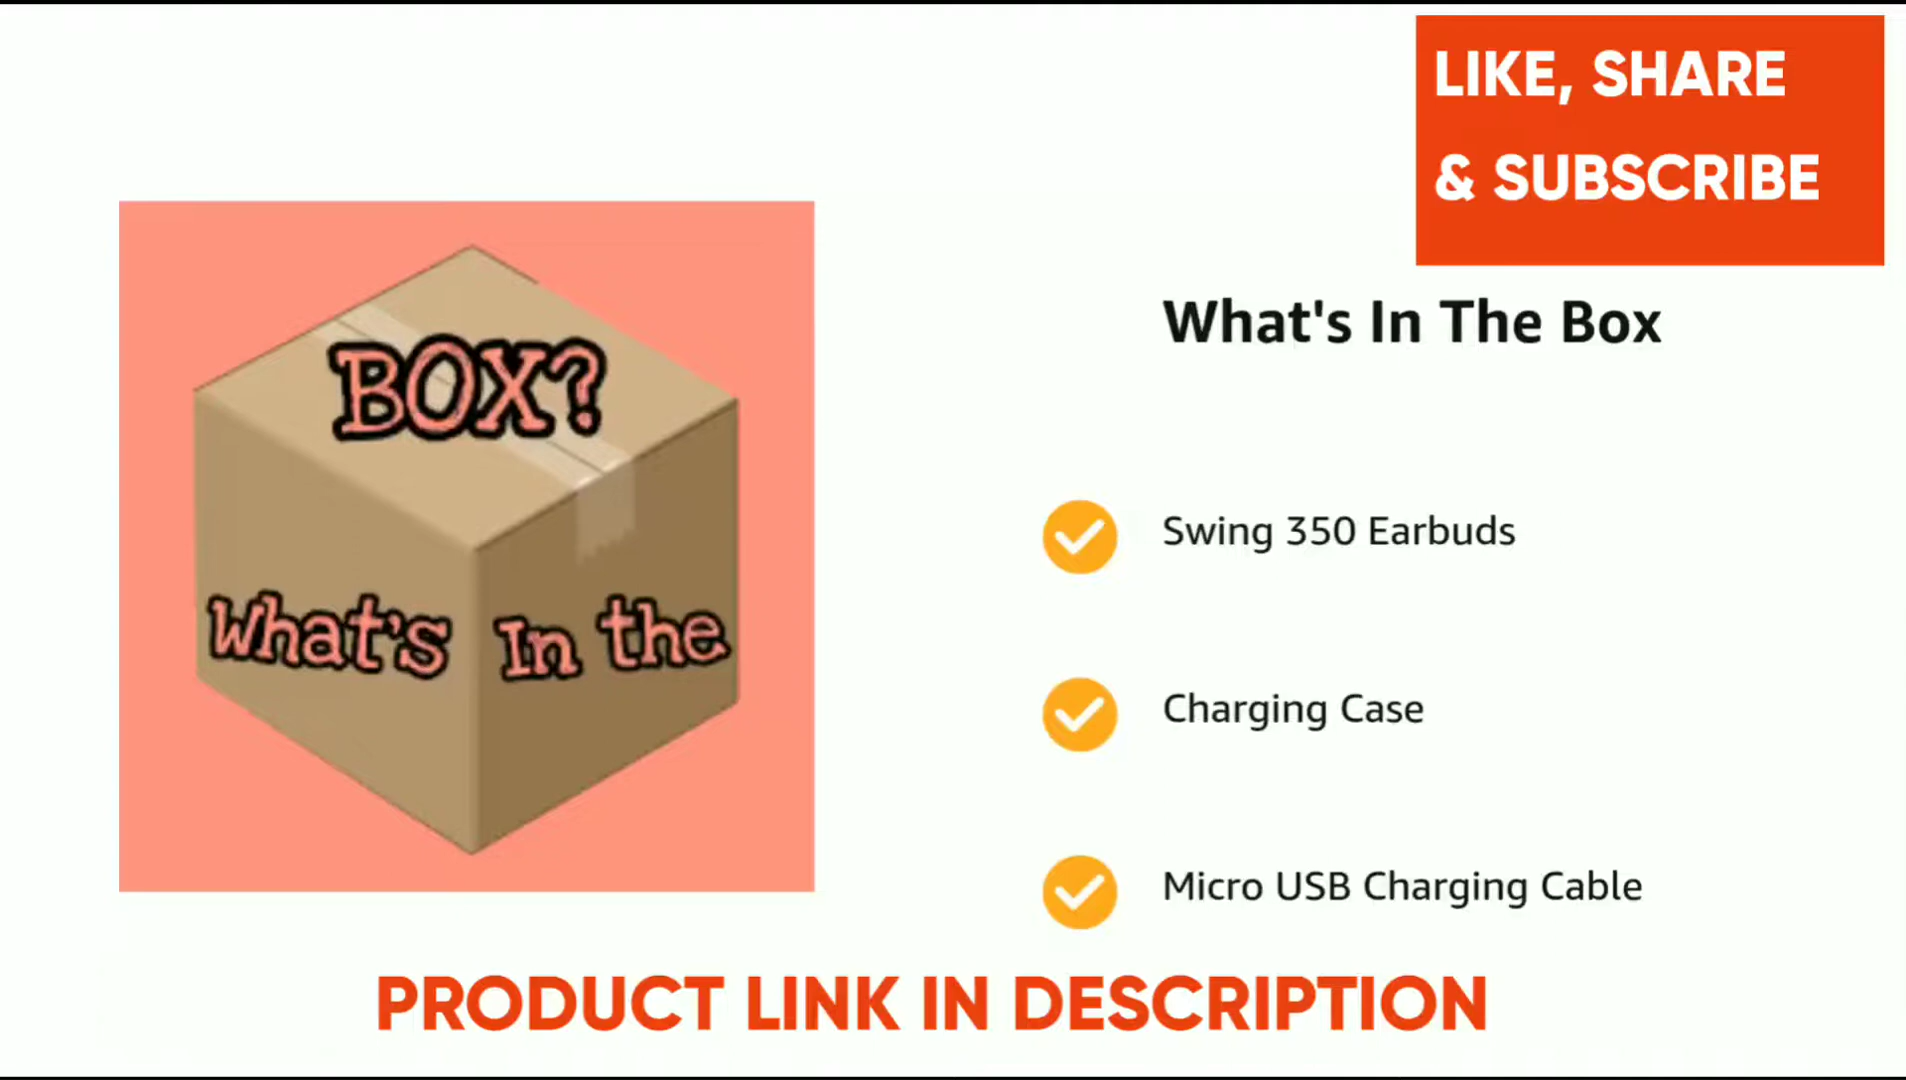 LIKE, SHARE
& SUBSCRIBE
BOX?
What's In the
What's In The Box
Swing 350 Earbuds
Charging Case
Micro USB Charging Cable
PRODUCT LINK IN DESCRIPTION